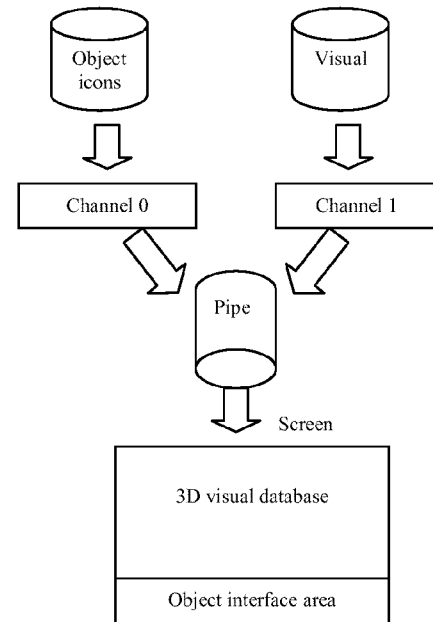 Object
icons
Visual
Channel 0
Channel 1
Pipe
Screen
3D visual database
Object interface area